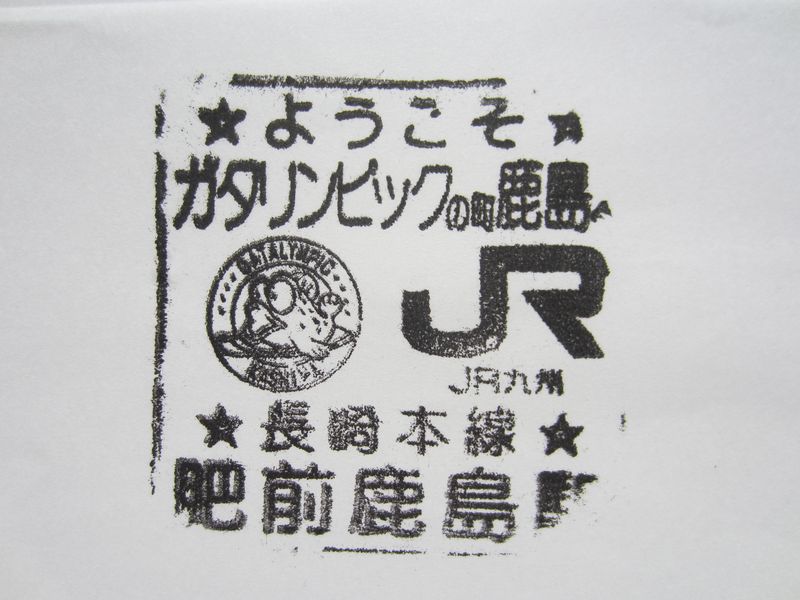 ★ようこそ★
ガタリンピックの町鹿島へ
GATALYMPIC
JR
JR九州
★長崎本線★
肥前鹿島駅